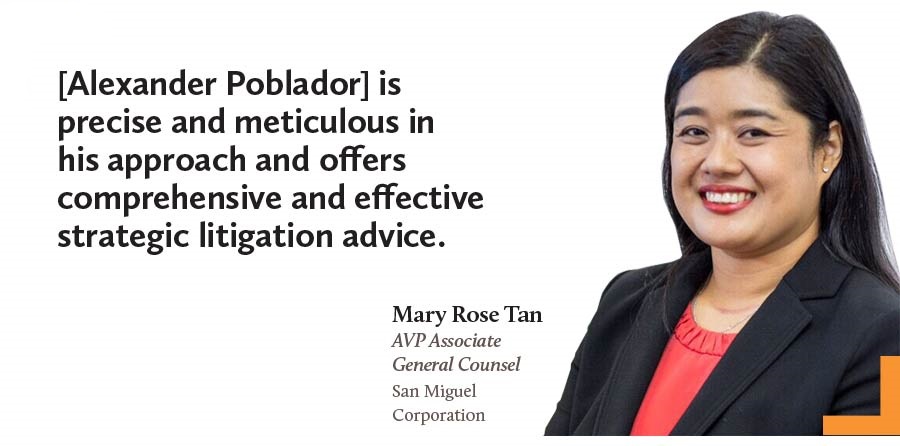 [Alexander Poblador] is
precise and meticulous in
his approach and offers
comprehensive and effective
strategic litigation advice.
Mary Rose Tan
AVP Associate
General Counsel
San Miguel
Corporation